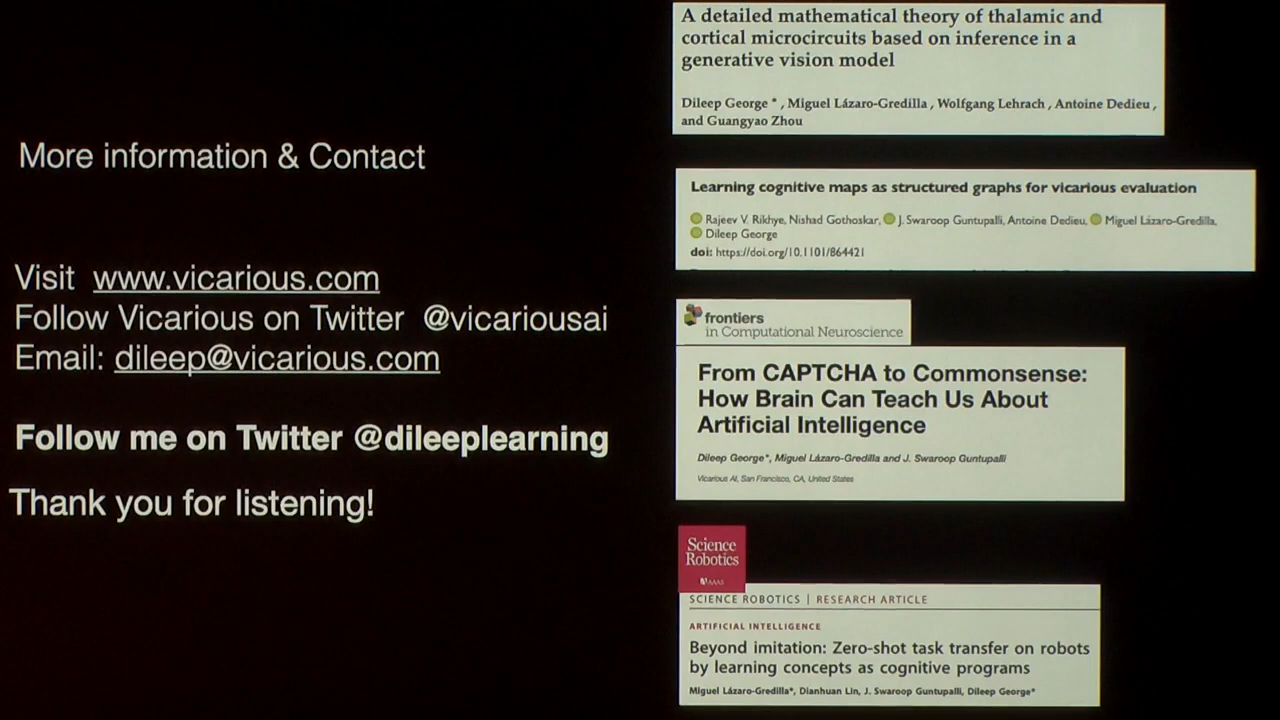 More information & Contact
Visit www.vicarious.com
Follow Vicarious on Twitter @vicariousai
Email: dileep@vicarious.com
Follow me on Twitter @dileeplearning
Thank you for listening!
A detailed mathematical theory of thalamic and
cortical microcircuits based on inference in a
generative vision model
Dileep George * , Miguel Lázaro-Gredilla , Wolfgang Lehrach , Antoine Dedieu ,
and Guangyao Zhou
Learning cognitive maps as structured graphs for vicarious evaluation
Rajeev V. Rikhye, Nishad Gothoskar, J. Swaroop Guntupalli, Antoine Dedieu, Miguel Lázaro-Gredilla,
Dileep George
doi: https://doi.org/10.1101/864421
frontiers
in Computational Neuroscience
From CAPTCHA to Commonsense:
How Brain Can Teach Us About
Artificial Intelligence
Dileep George*, Miguel Lázaro-Gredilla and J. Swaroop Guntupalli
Vicarious AI, San Francisco, CA, United States
Science
Robotics
AAAS
SCIENCE ROBOTICS | RESEARCH ARTICLE
ARTIFICIAL INTELLIGENCE
Beyond imitation: Zero-shot task transfer on robots
by learning concepts as cognitive programs
Miguel Lázaro-Gredilla*, Dianhuan Lin, J. Swaroop Guntupalli, Dileep George*